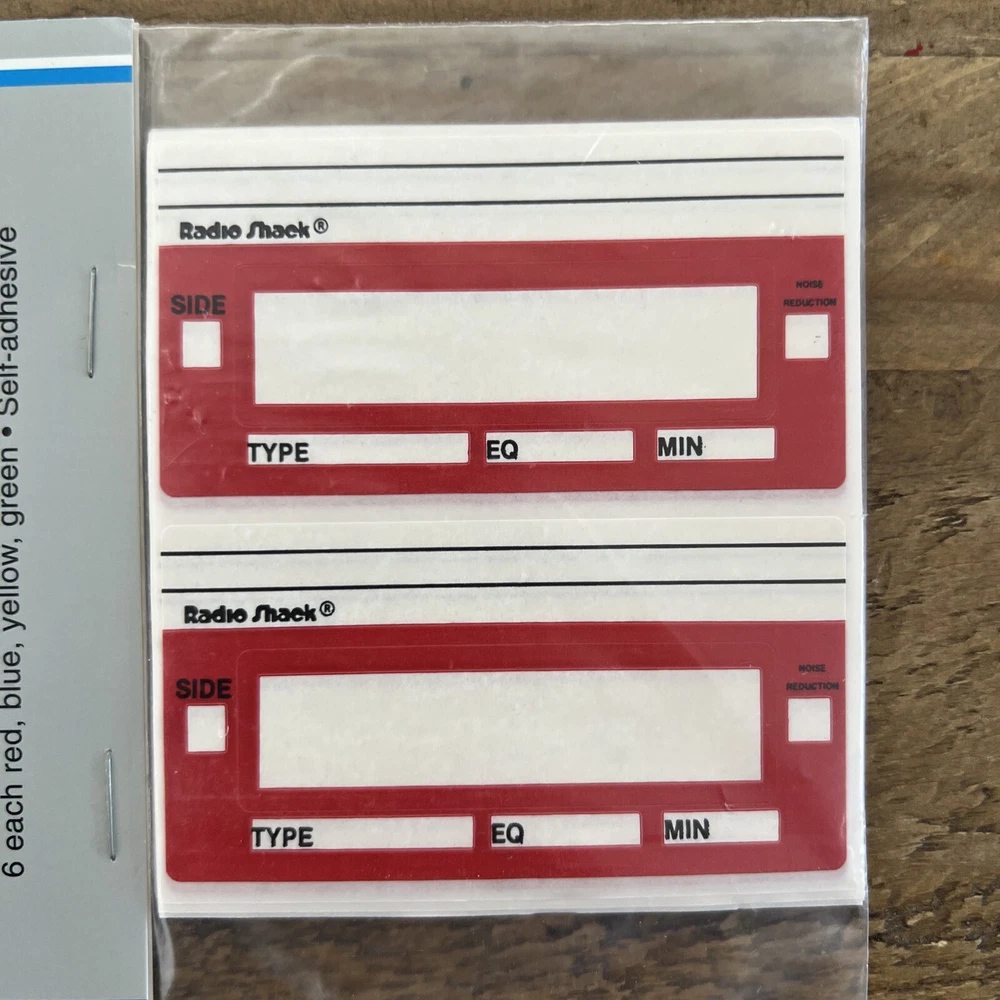 6 each red, blue, yellow, green • Self-adhesive
Radio Shack®
SIDE
NOISE
REDUCTION
TYPE
EQ
MIN
Radio Shack®
SIDE
NOISE
REDUCTION
TYPE
EQ
MIN